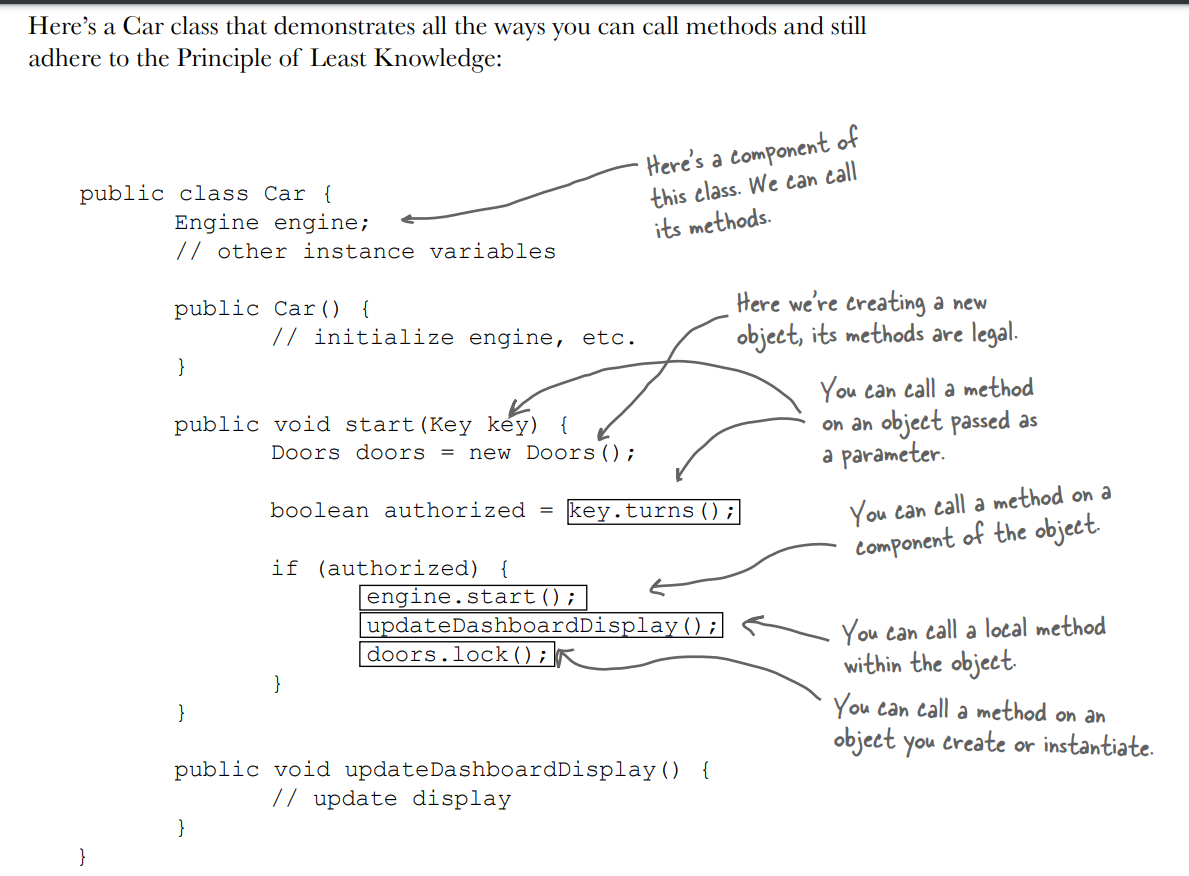 Here’s a Car class that demonstrates all the ways you can call methods and still
adhere to the Principle of Least Knowledge:
Here's a component of
this class. We can call
its methods.
public class Car {
Engine engine;
// other instance variables
public Car() {
// initialize engine, etc.
}
Here we're creating a new
object, its methods are legal.
You can call a method
on an object passed as
a parameter.
public void start(Key key) {
Doors doors = new Doors();
boolean authorized = key.turns();
You can call a method on a
component of the object.
if (authorized) {
engine.start();
updateDashboardDisplay();
doors.lock();
}
}
You can call a local method
within the object.
You can call a method on an
object you create or instantiate.
public void updateDashboardDisplay() {
// update display
}
}